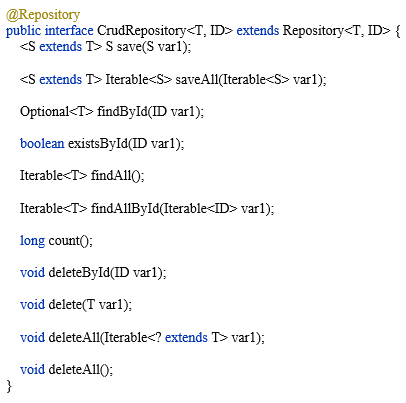 @Repository
public interface CrudRepository<T, ID> extends Repository<T, ID> {
<S extends T> S save(S var1);
<S extends T> Iterable<S> saveAll(Iterable<S> var1);
Optional<T> findById(ID var1);
boolean existsById(ID var1);
Iterable<T> findAll();
Iterable<T> findAllById(Iterable<ID> var1);
long count();
void deleteById(ID var1);
void delete(T var1);
void deleteAll(Iterable<? extends T> var1);
void deleteAll();
}